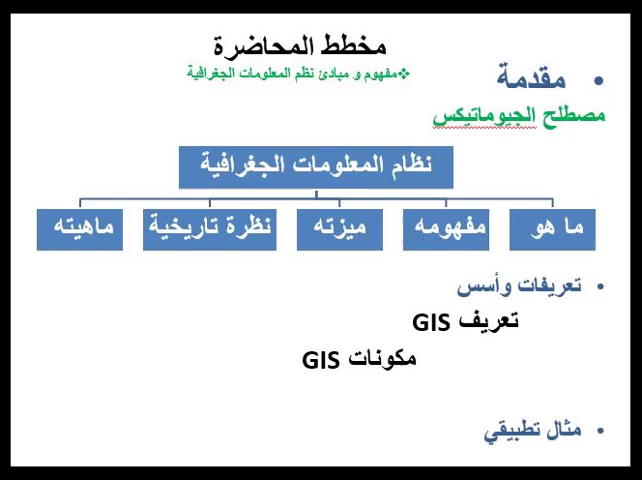 مخطط المحاضرة
❖مفهوم و مبادئ نظم المعلومات الجغرافية
• مقدمة
مصطلح الجيوماتيكس
نظام المعلومات الجغرافية
ما هو
مفهومه
ميزته
نظرة تاريخية
ماهيته
• تعريفات وأسس
تعريف GIS
مكونات GIS
• مثال تطبيقي